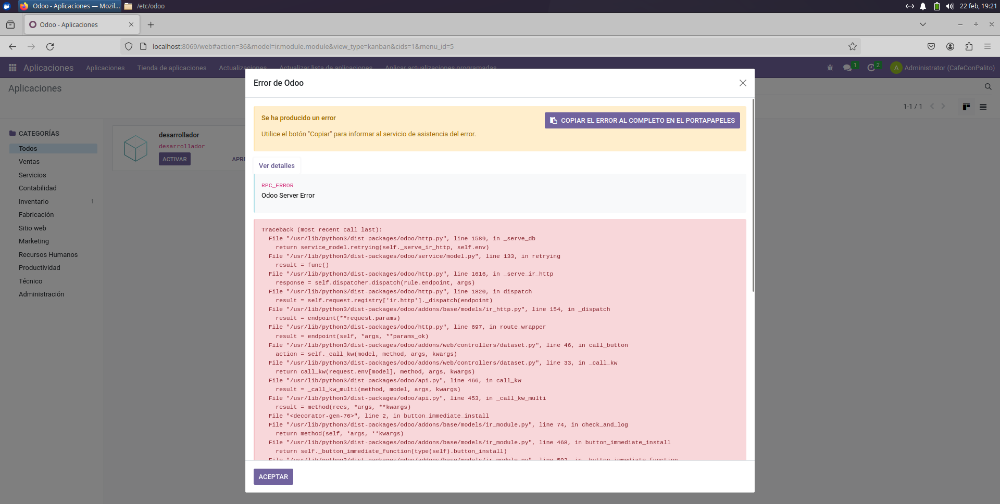 Odoo - Aplicaciones — Mozil...
/etc/odoo
22 feb, 19:21
Odoo - Aplicaciones
localhost:8069/web#action=36&model=ir.module.module&view_type=kanban&cids=1&menu_id=5
Aplicaciones
Aplicaciones
Tienda de aplicaciones
Actualizaciones
Actualizar lista de aplicaciones
Aplicar actualizaciones programadas
1
2
A
Administrator (CafeConPalito)
Aplicaciones
1-1 / 1
CATEGORÍAS
Todos
Ventas
Servicios
Contabilidad
Inventario 1
Fabricación
Sitio web
Marketing
Recursos Humanos
Productividad
Técnico
Administración
desarrollador
desarrollador
ACTIVAR
APRE
Error de Odoo
Se ha producido un error
COPIAR EL ERROR AL COMPLETO EN EL PORTAPAPELES
Utilice el botón "Copiar" para informar al servicio de asistencia del error.
Ver detalles
RPC_ERROR
Odoo Server Error
Traceback (most recent call last):
  File "/usr/lib/python3/dist-packages/odoo/http.py", line 1589, in _serve_db
    return service_model.retrying(self._serve_ir_http, self.env)
  File "/usr/lib/python3/dist-packages/odoo/service/model.py", line 133, in retrying
    result = func()
  File "/usr/lib/python3/dist-packages/odoo/http.py", line 1616, in _serve_ir_http
    response = self.dispatcher.dispatch(rule.endpoint, args)
  File "/usr/lib/python3/dist-packages/odoo/http.py", line 1820, in dispatch
    result = self.request.registry['ir.http']._dispatch(endpoint)
  File "/usr/lib/python3/dist-packages/odoo/addons/base/models/ir_http.py", line 154, in _dispatch
    result = endpoint(**request.params)
  File "/usr/lib/python3/dist-packages/odoo/http.py", line 697, in route_wrapper
    result = endpoint(self, *args, **params_ok)
  File "/usr/lib/python3/dist-packages/odoo/addons/web/controllers/dataset.py", line 46, in call_button
    action = self._call_kw(model, method, args, kwargs)
  File "/usr/lib/python3/dist-packages/odoo/addons/web/controllers/dataset.py", line 33, in _call_kw
    return call_kw(request.env[model], method, args, kwargs)
  File "/usr/lib/python3/dist-packages/odoo/api.py", line 466, in call_kw
    result = _call_kw_multi(method, model, args, kwargs)
  File "/usr/lib/python3/dist-packages/odoo/api.py", line 453, in _call_kw_multi
    result = method(recs, *args, **kwargs)
  File "<decorator-gen-76>", line 2, in button_immediate_install
  File "/usr/lib/python3/dist-packages/odoo/addons/base/models/ir_module.py", line 74, in check_and_log
    return method(self, *args, **kwargs)
  File "/usr/lib/python3/dist-packages/odoo/addons/base/models/ir_module.py", line 468, in button_immediate_install
    return self._button_immediate_function(type(self).button_install)
  File "/usr/lib/python3/dist-packages/odoo/addons/base/models/ir_module.py", line 592, in _button_immediate_function
ACEPTAR